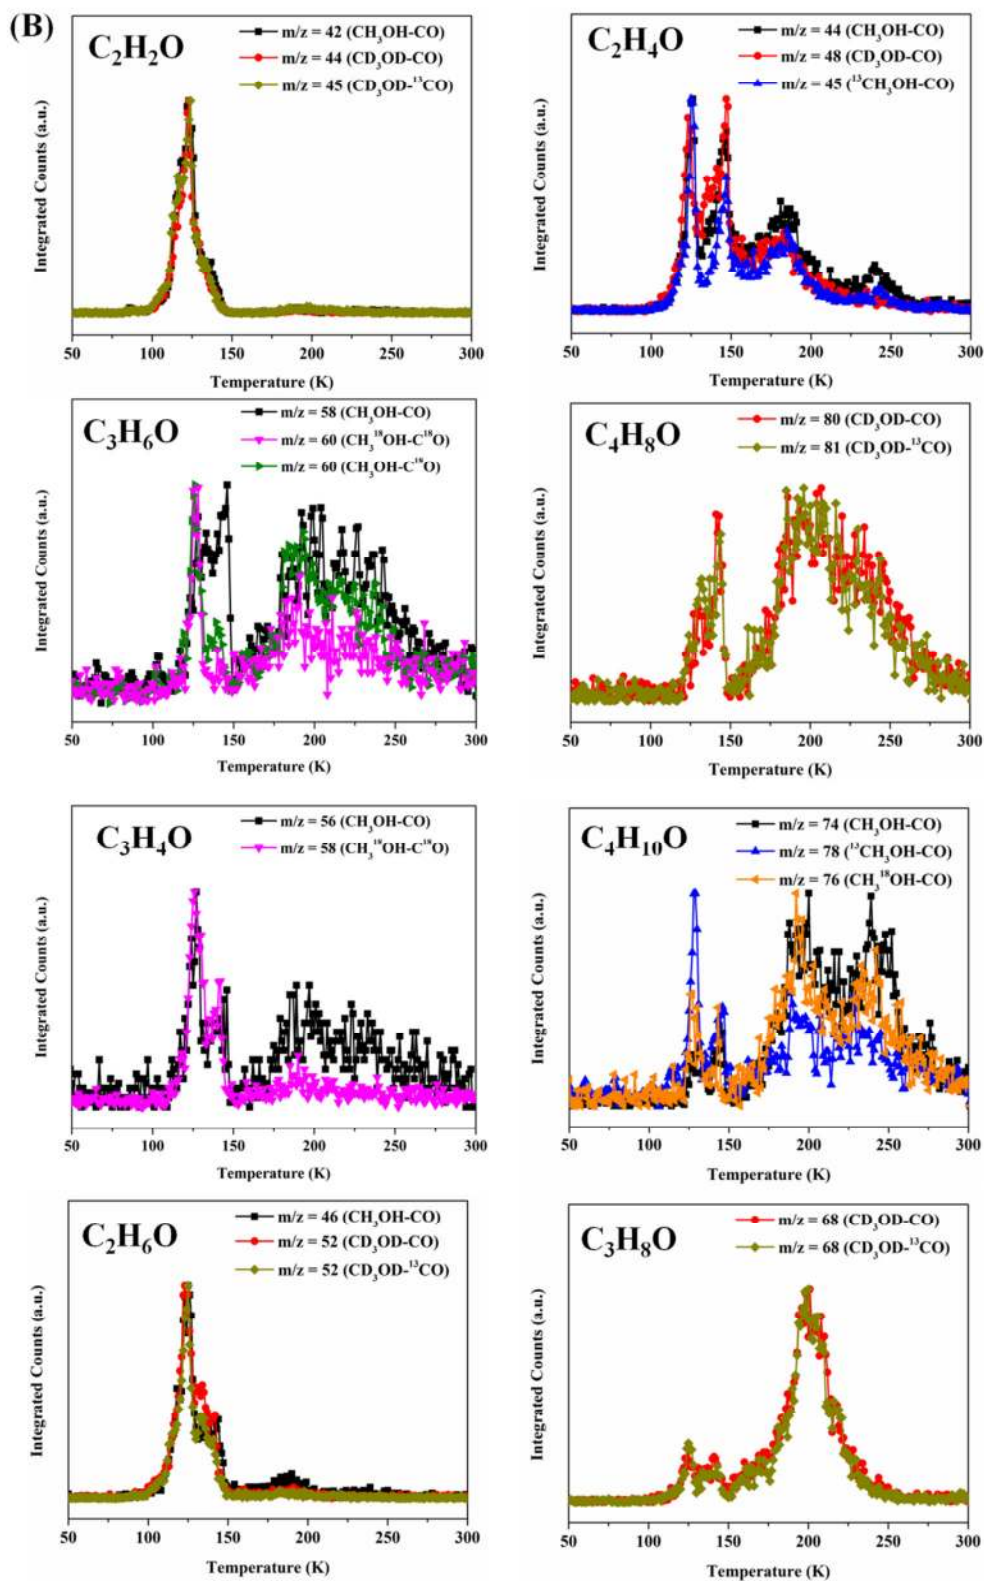 (B)
C₂H₂O
m/z = 42 (CH₃OH-CO)
m/z = 44 (CD₃OD-CO)
m/z = 45 (CD₃OD-¹³CO)
Integrated Counts (a.u.)
50 100 150 200 250 300
Temperature (K)
C₂H₄O
m/z = 44 (CH₃OH-CO)
m/z = 48 (CD₃OD-CO)
m/z = 45 (¹³CH₃OH-CO)
Integrated Counts (a.u.)
50 100 150 200 250 300
Temperature (K)
C₃H₆O
m/z = 58 (CH₃OH-CO)
m/z = 60 (CH₃¹⁸OH-C¹⁸O)
m/z = 60 (CH₃OH-C¹⁸O)
Integrated Counts (a.u.)
50 100 150 200 250 300
Temperature (K)
C₄H₈O
m/z = 80 (CD₃OD-CO)
m/z = 81 (CD₃OD-¹³CO)
Integrated Counts (a.u.)
50 100 150 200 250 300
Temperature (K)
C₃H₄O
m/z = 56 (CH₃OH-CO)
m/z = 58 (CH₃¹⁸OH-C¹⁸O)
Integrated Counts (a.u.)
50 100 150 200 250 300
Temperature (K)
C₄H₁₀O
m/z = 74 (CH₃OH-CO)
m/z = 78 (¹³CH₃OH-CO)
m/z = 76 (CH₃¹⁸OH-CO)
Integrated Counts (a.u.)
50 100 150 200 250 300
Temperature (K)
C₂H₆O
m/z = 46 (CH₃OH-CO)
m/z = 52 (CD₃OD-CO)
m/z = 52 (CD₃OD-¹³CO)
Integrated Counts (a.u.)
50 100 150 200 250 300
Temperature (K)
C₃H₈O
m/z = 68 (CD₃OD-CO)
m/z = 68 (CD₃OD-¹³CO)
Integrated Counts (a.u.)
50 100 150 200 250 300
Temperature (K)